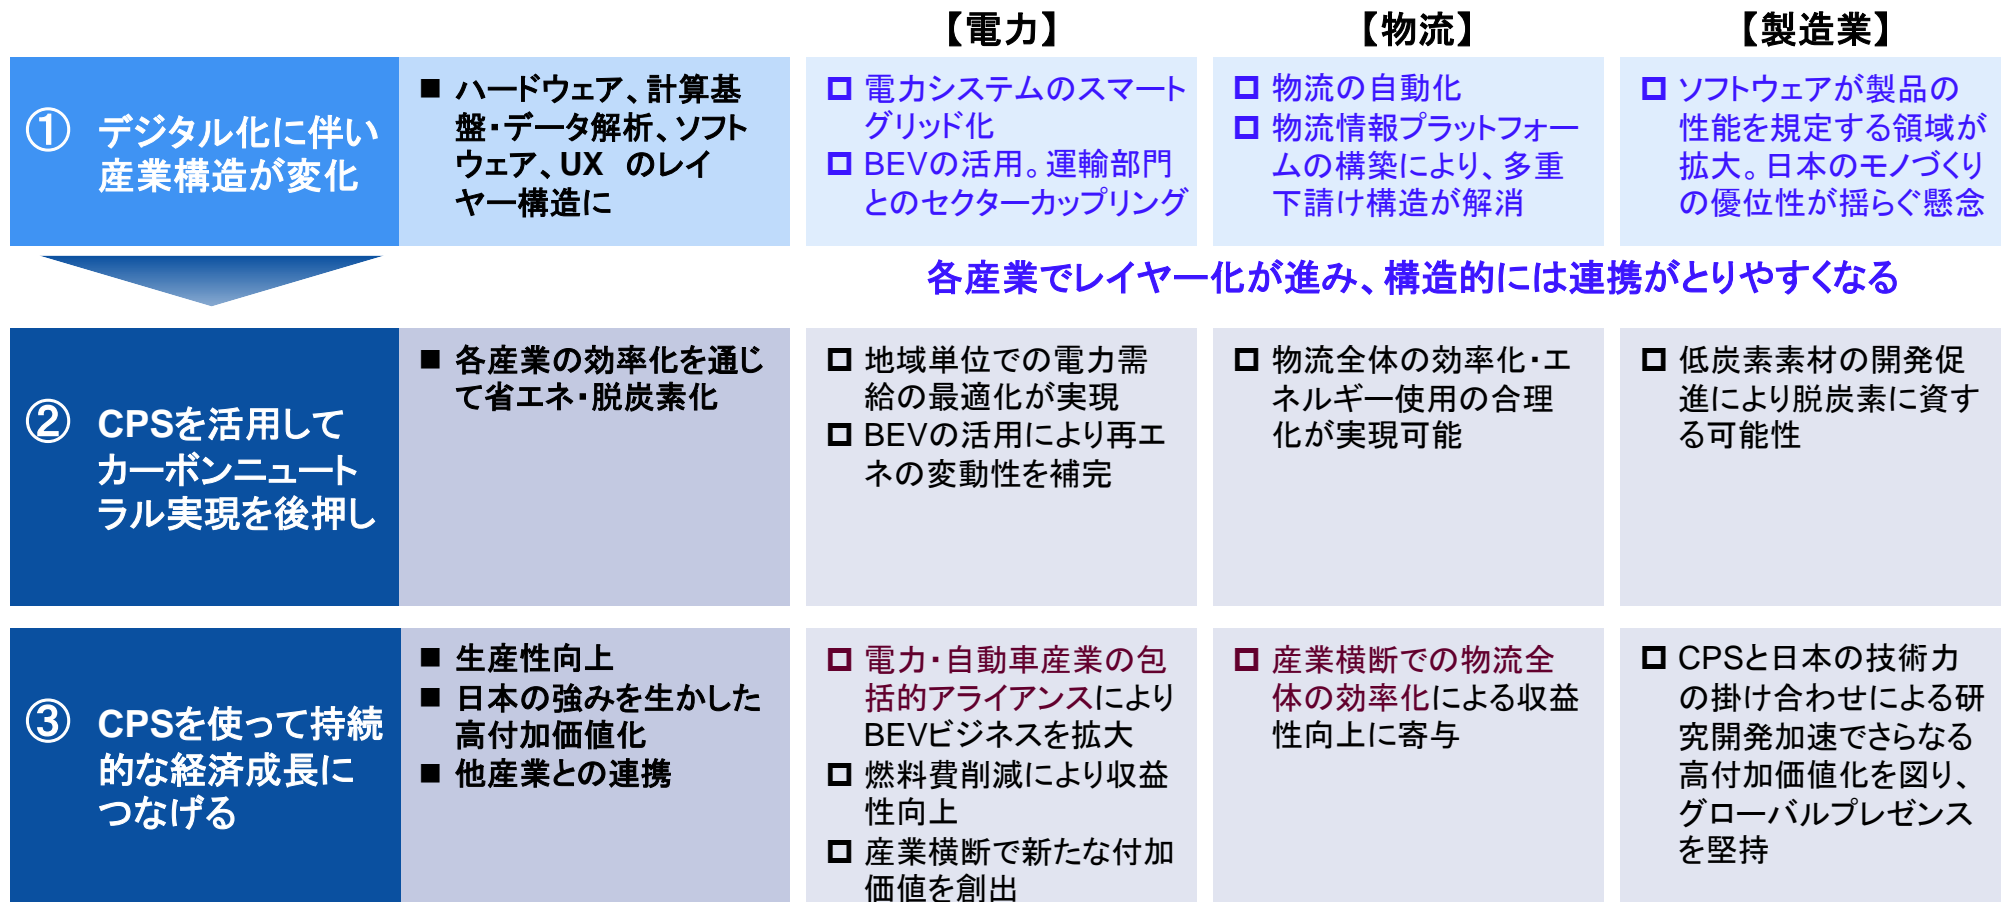 【電力】
【物流】
【製造業】
① デジタル化に伴い
産業構造が変化
■ ハードウェア、計算基
盤・データ解析、ソフト
ウェア、UX のレイ
ヤー構造に
電力システムのスマート
グリッド化
BEVの活用。運輸部門
とのセクターカップリング
物流の自動化
物流情報プラットフォー
ムの構築により、多重
下請け構造が解消
ソフトウェアが製品の
性能を規定する領域が
拡大。日本のモノづくり
の優位性が揺らぐ懸念
各産業でレイヤー化が進み、構造的には連携がとりやすくなる
② CPSを活用して
カーボンニュート
ラル実現を後押し
■ 各産業の効率化を通じ
て省エネ・脱炭素化
地域単位での電力需
給の最適化が実現
BEVの活用により再エ
ネの変動性を補完
物流全体の効率化・エ
ネルギー使用の合理
化が実現可能
低炭素素材の開発促
進により脱炭素に資す
る可能性
③ CPSを使って持続
的な経済成長に
つなげる
■ 生産性向上
■ 日本の強みを生かした
高付加価値化
■ 他産業との連携
電力・自動車産業の包
括的アライアンスにより
BEVビジネスを拡大
燃料費削減により収益
性向上
産業横断で新たな付加
価値を創出
産業横断での物流全
体の効率化による収益
性向上に寄与
CPSと日本の技術力
の掛け合わせによる研
究開発加速でさらなる
高付加価値化を図り、
グローバルプレゼンス
を堅持